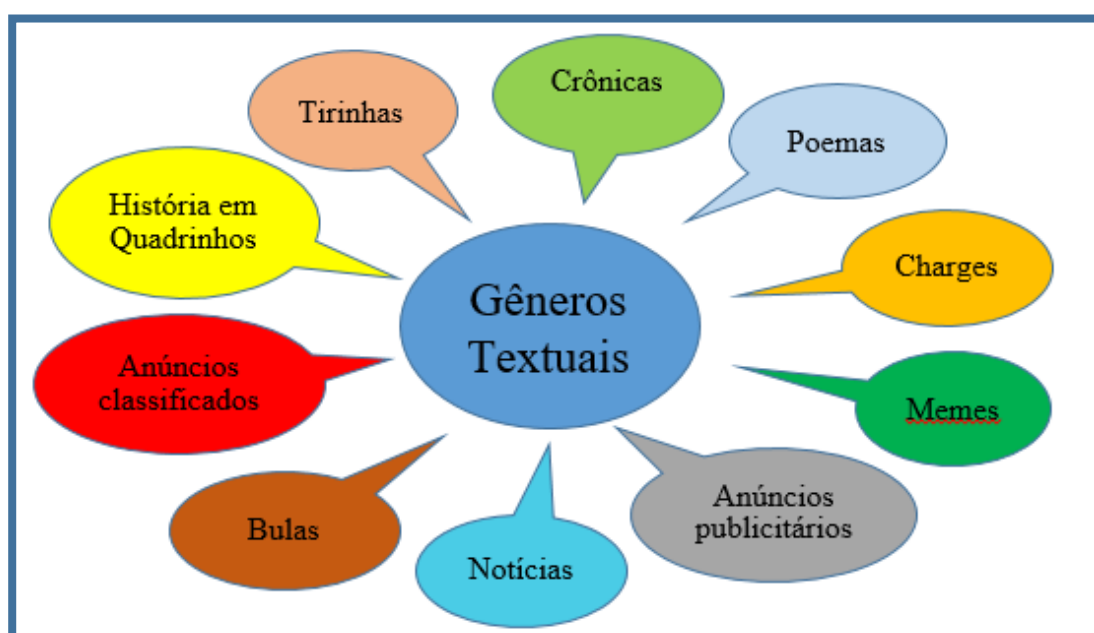 Tirinhas
Crônicas
Poemas
História em
Quadrinhos
Gêneros
Textuais
Charges
Anúncios
classificados
Memes
Bulas
Notícias
Anúncios
publicitários